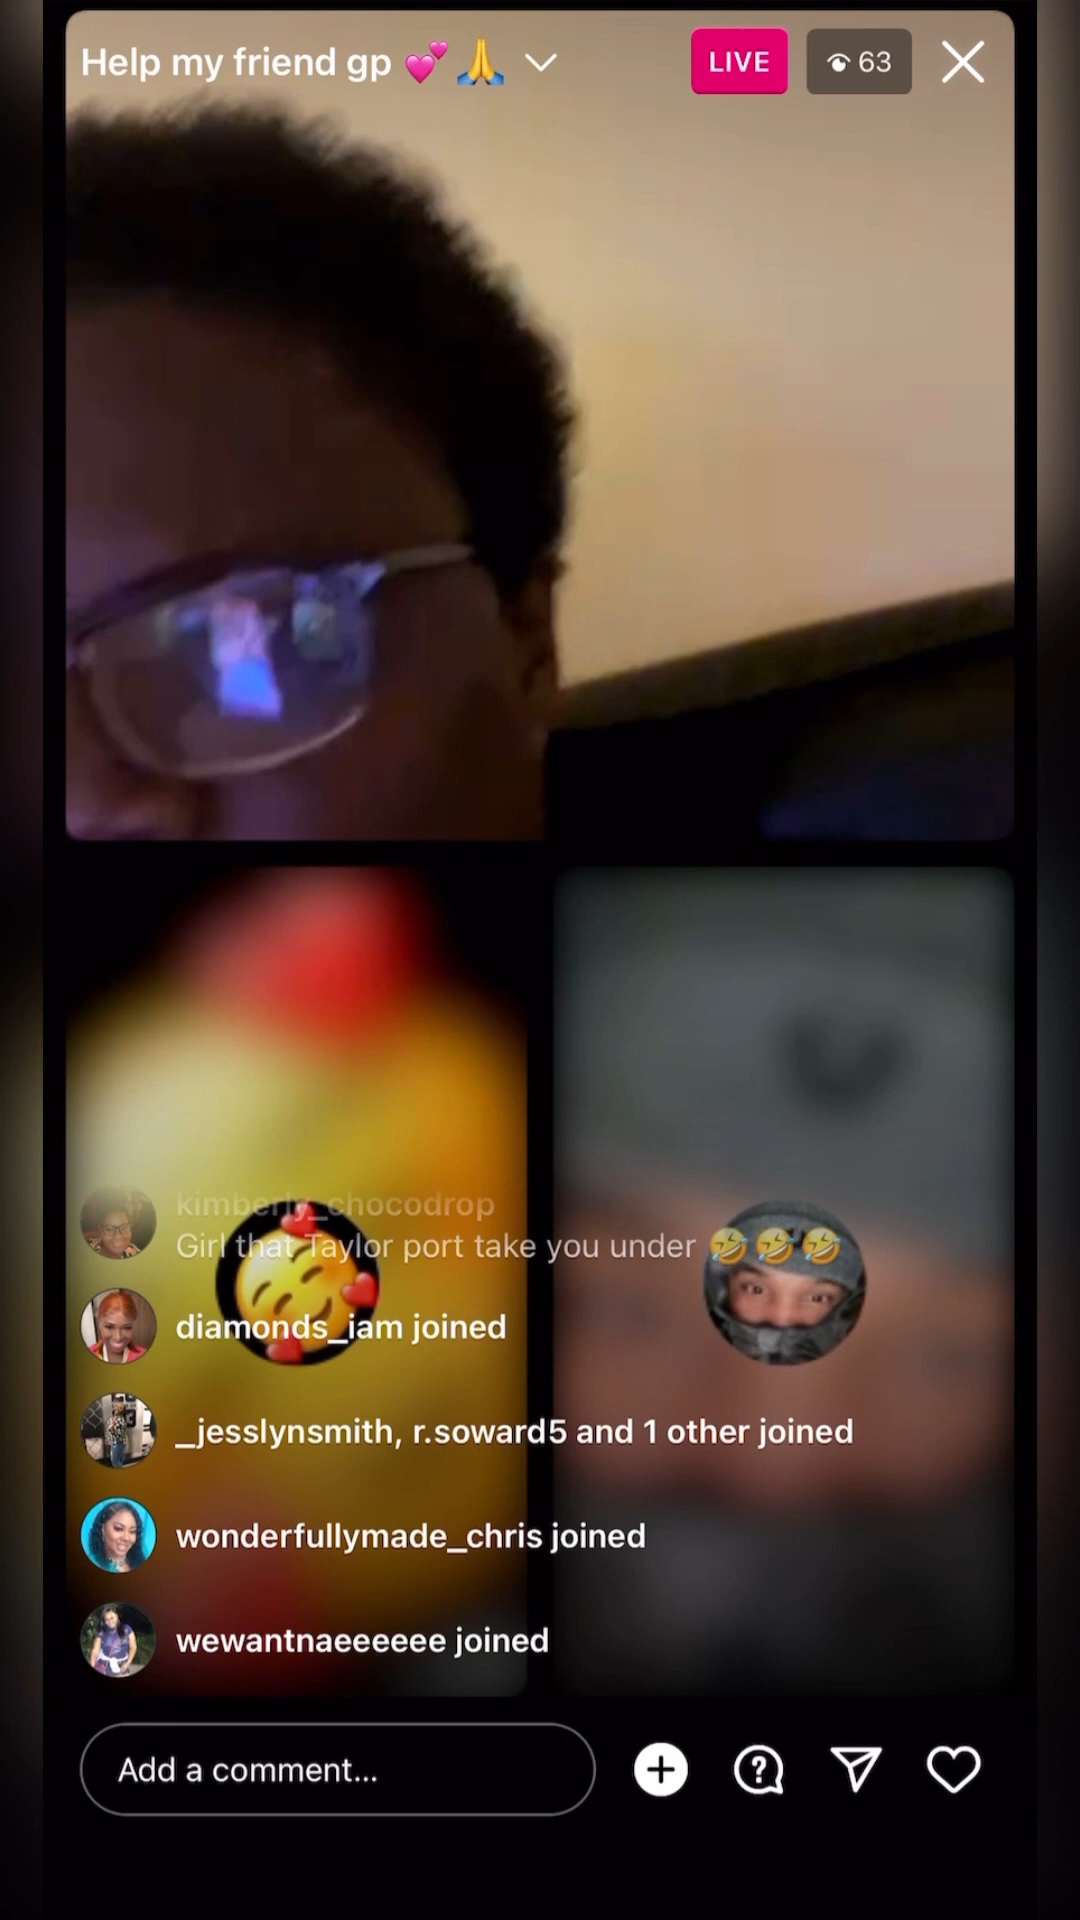 Help my friend gp 💕 🙏
LIVE
63
kimberly_chocodrop
Girl that Taylor port take you under 🤣🤣🤣
diamonds_iam joined
_jesslynsmith, r.soward5 and 1 other joined
wonderfullymade_chris joined
wewantnaeeeeee joined
Add a comment...